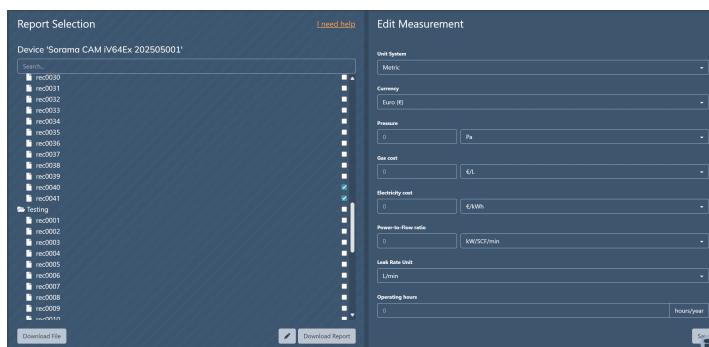 Report Selection
I need help
Device 'Sorama CAM iV64Ex 202505001'
Search...
rec0030
rec0031
rec0032
rec0033
rec0034
rec0035
rec0036
rec0037
rec0038
rec0039
rec0040
rec0041
Testing
rec0001
rec0002
rec0003
rec0004
rec0005
rec0006
rec0007
rec0008
rec0009
rec0010
Download File
Download Report
Edit Measurement
Unit System
Metric
Currency
Euro (€)
Pressure
0
Pa
Gas cost
0
€/L
Electricity cost
0
€/kWh
Power-to-Flow ratio
0
kW/SCF/min
Leak Rate Unit
L/min
Operating hours
0
hours/year